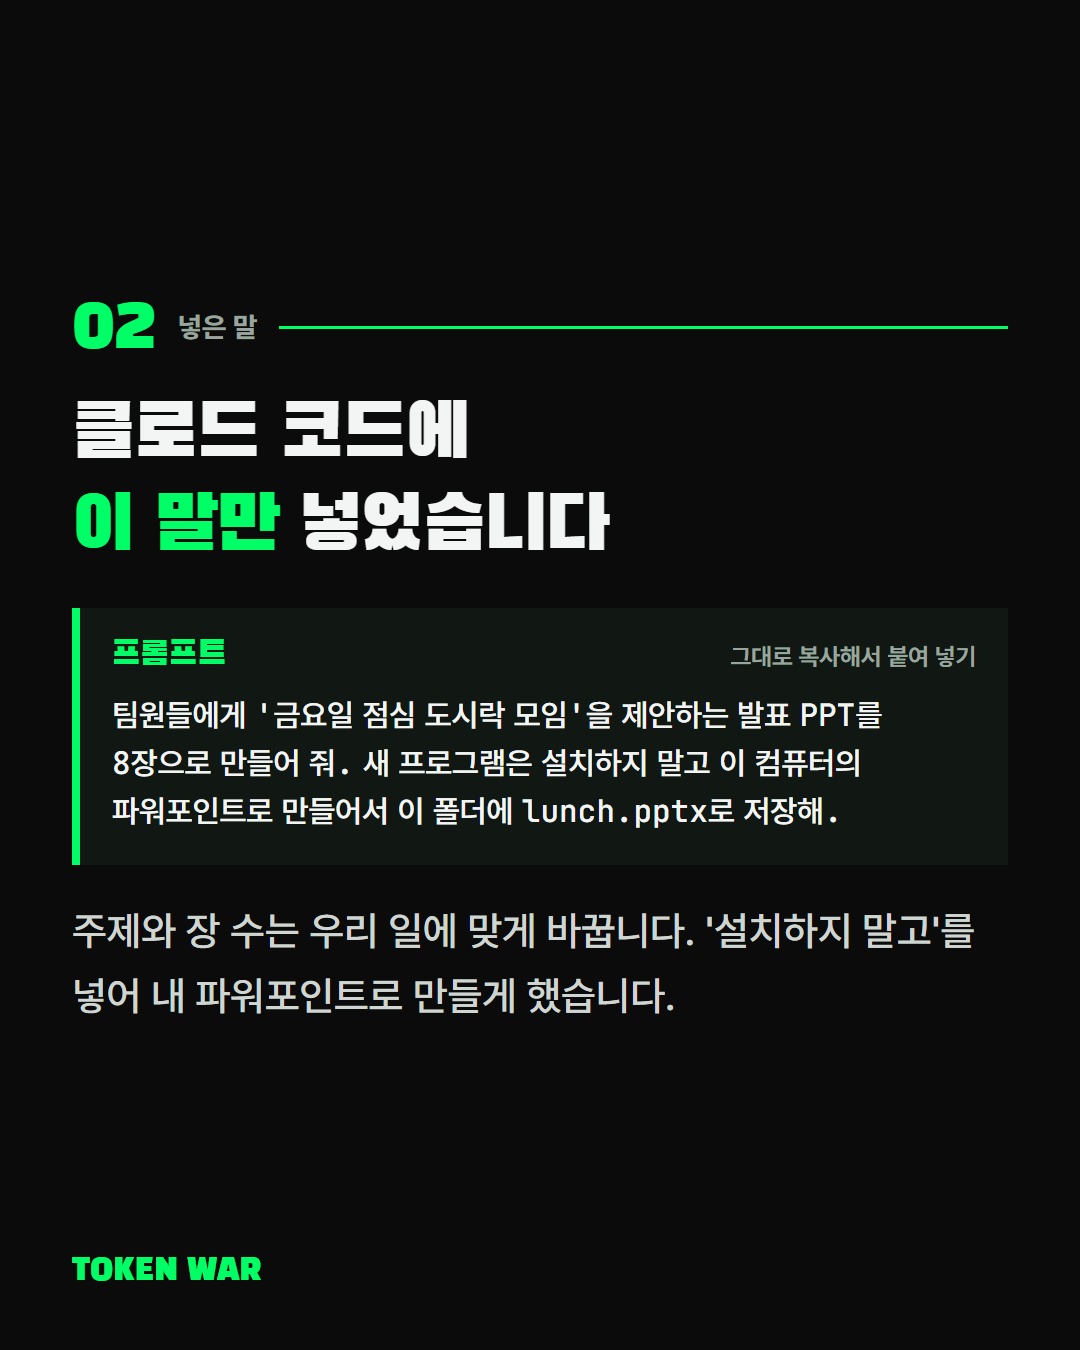 02 넣은 말
클로드 코드에
이 말만 넣었습니다
프롬프트
그대로 복사해서 붙여 넣기
팀원들에게 '금요일 점심 도시락 모임'을 제안하는 발표 PPT를
8장으로 만들어 줘. 새 프로그램은 설치하지 말고 이 컴퓨터의
파워포인트로 만들어서 이 폴더에 lunch.pptx로 저장해.
주제와 장 수는 우리 일에 맞게 바꿉니다. '설치하지 말고'를
넣어 내 파워포인트로 만들게 했습니다.
TOKEN WAR